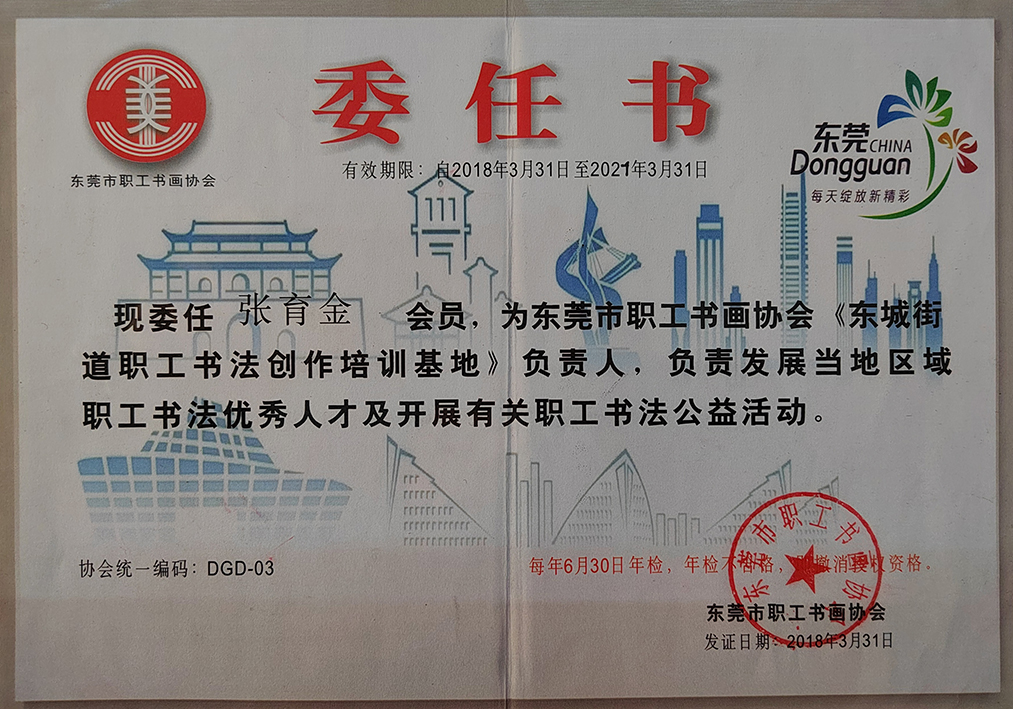 委任书
有效期限：自2018年3月31日至2021年3月31日
东莞市职工书画协会
东莞CHINA
Dongguan
每天绽放新精彩
现委任 张育金 会员，为东莞市职工书画协会《东城街
道职工书法创作培训基地》负责人，负责发展当地区域
职工书法优秀人才及开展有关职工书法公益活动。
协会统一编码：DGD-03
每年6月30日年检，年检不合格，即撤消授权资格。
东莞市职工书画协会
东莞市职工书画协会
发证日期：2018年3月31日